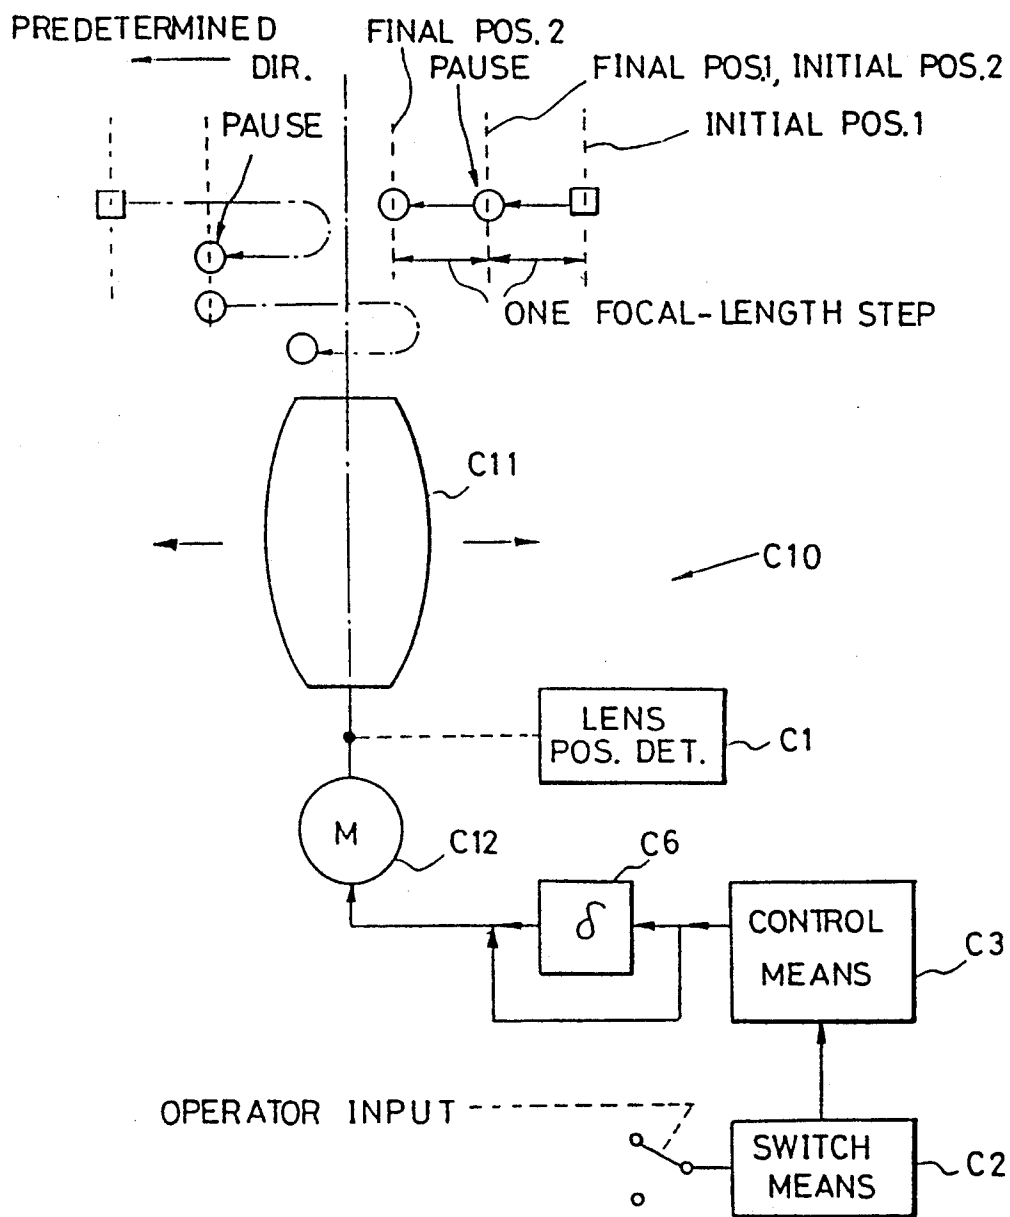 PREDETERMINED
DIR.
FINAL POS. 2
PAUSE
FINAL POS.1, INITIAL POS.2
INITIAL POS.1
PAUSE
ONE FOCAL-LENGTH STEP
C11
C10
LENS
POS. DET.
C1
M
C12
C6
δ
CONTROL
MEANS
C3
OPERATOR INPUT
SWITCH
MEANS
C2